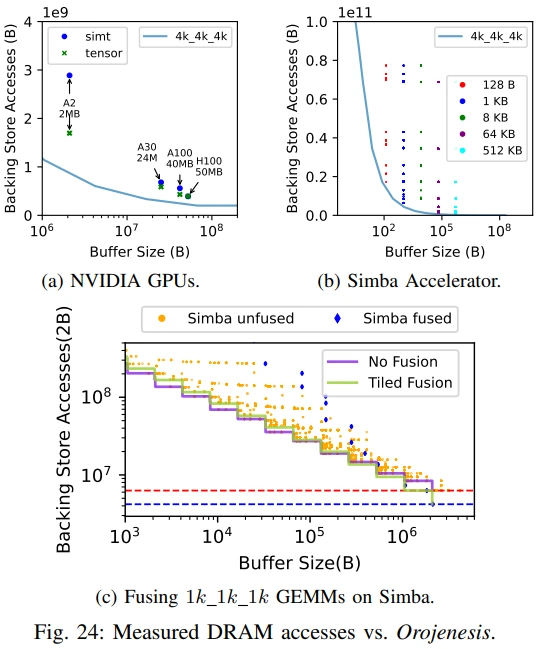 1e9
Backing Store Accesses (B)
4
3
2
1
0
simt
tensor
4k_4k_4k
A2
2MB
A30
24M
A100
40MB
H100
50MB
10^6
10^7
10^8
Buffer Size (B)
(a) NVIDIA GPUs.
1e11
Backing Store Accesses (B)
1.0
0.8
0.6
0.4
0.2
0.0
4k_4k_4k
128 B
1 KB
8 KB
64 KB
512 KB
10^2
10^5
10^8
Buffer Size (B)
(b) Simba Accelerator.
Simba unfused
Simba fused
Backing Store Accesses(2B)
No Fusion
Tiled Fusion
10^8
10^7
10^3
10^4
10^5
10^6
Buffer Size(B)
(c) Fusing 1k_1k_1k GEMMs on Simba.
Fig. 24: Measured DRAM accesses vs. Orojenesis.